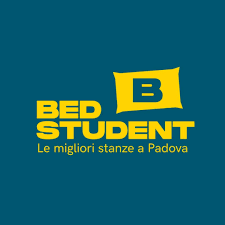 B
BED
STUDENT
Le migliori stanze a Padova